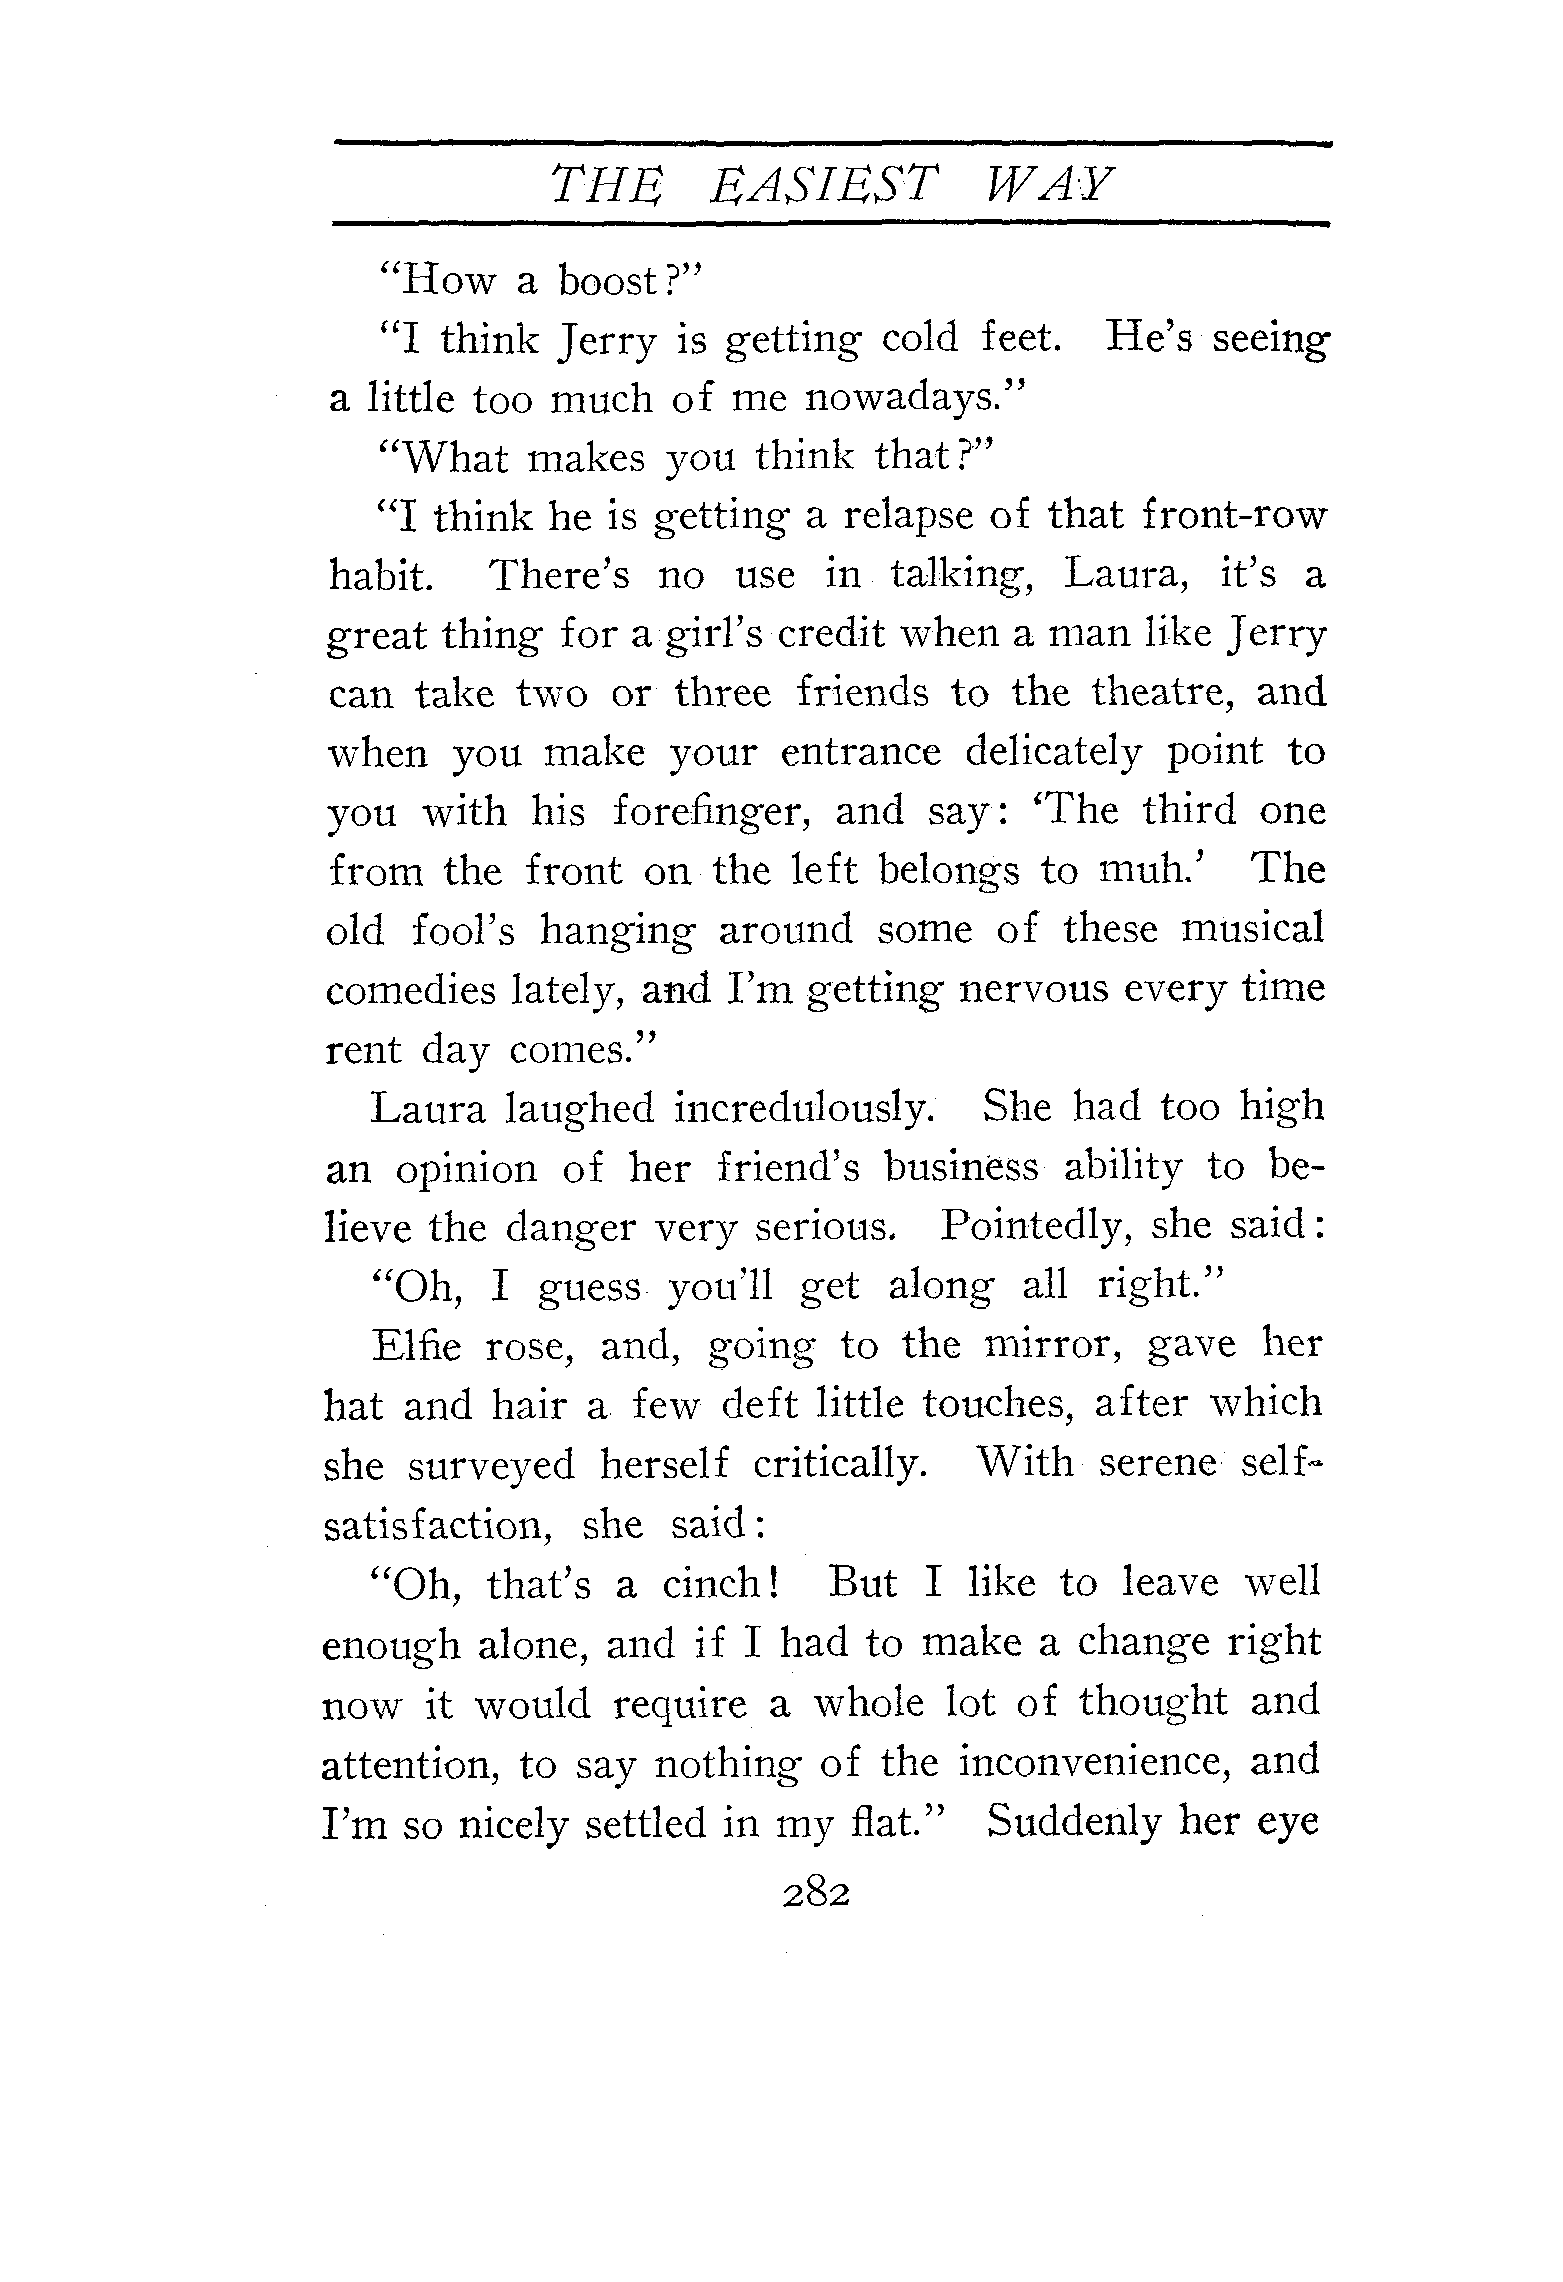 THE EASIEST WAY
“How a boost?”
“I think Jerry is getting cold feet. He’s seeing
a little too much of me nowadays.”
“What makes you think that?”
“I think he is getting a relapse of that front-row
habit. There’s no use in talking, Laura, it’s a
great thing for a girl’s credit when a man like Jerry
can take two or three friends to the theatre, and
when you make your entrance delicately point to
you with his forefinger, and say: ‘The third one
from the front on the left belongs to muh.’ The
old fool’s hanging around some of these musical
comedies lately, and I’m getting nervous every time
rent day comes.”
Laura laughed incredulously. She had too high
an opinion of her friend’s business ability to be-
lieve the danger very serious. Pointedly, she said:
“Oh, I guess you’ll get along all right.”
Elfie rose, and, going to the mirror, gave her
hat and hair a few deft little touches, after which
she surveyed herself critically. With serene self-
satisfaction, she said:
“Oh, that’s a cinch! But I like to leave well
enough alone, and if I had to make a change right
now it would require a whole lot of thought and
attention, to say nothing of the inconvenience, and
I’m so nicely settled in my flat.” Suddenly her eye
282